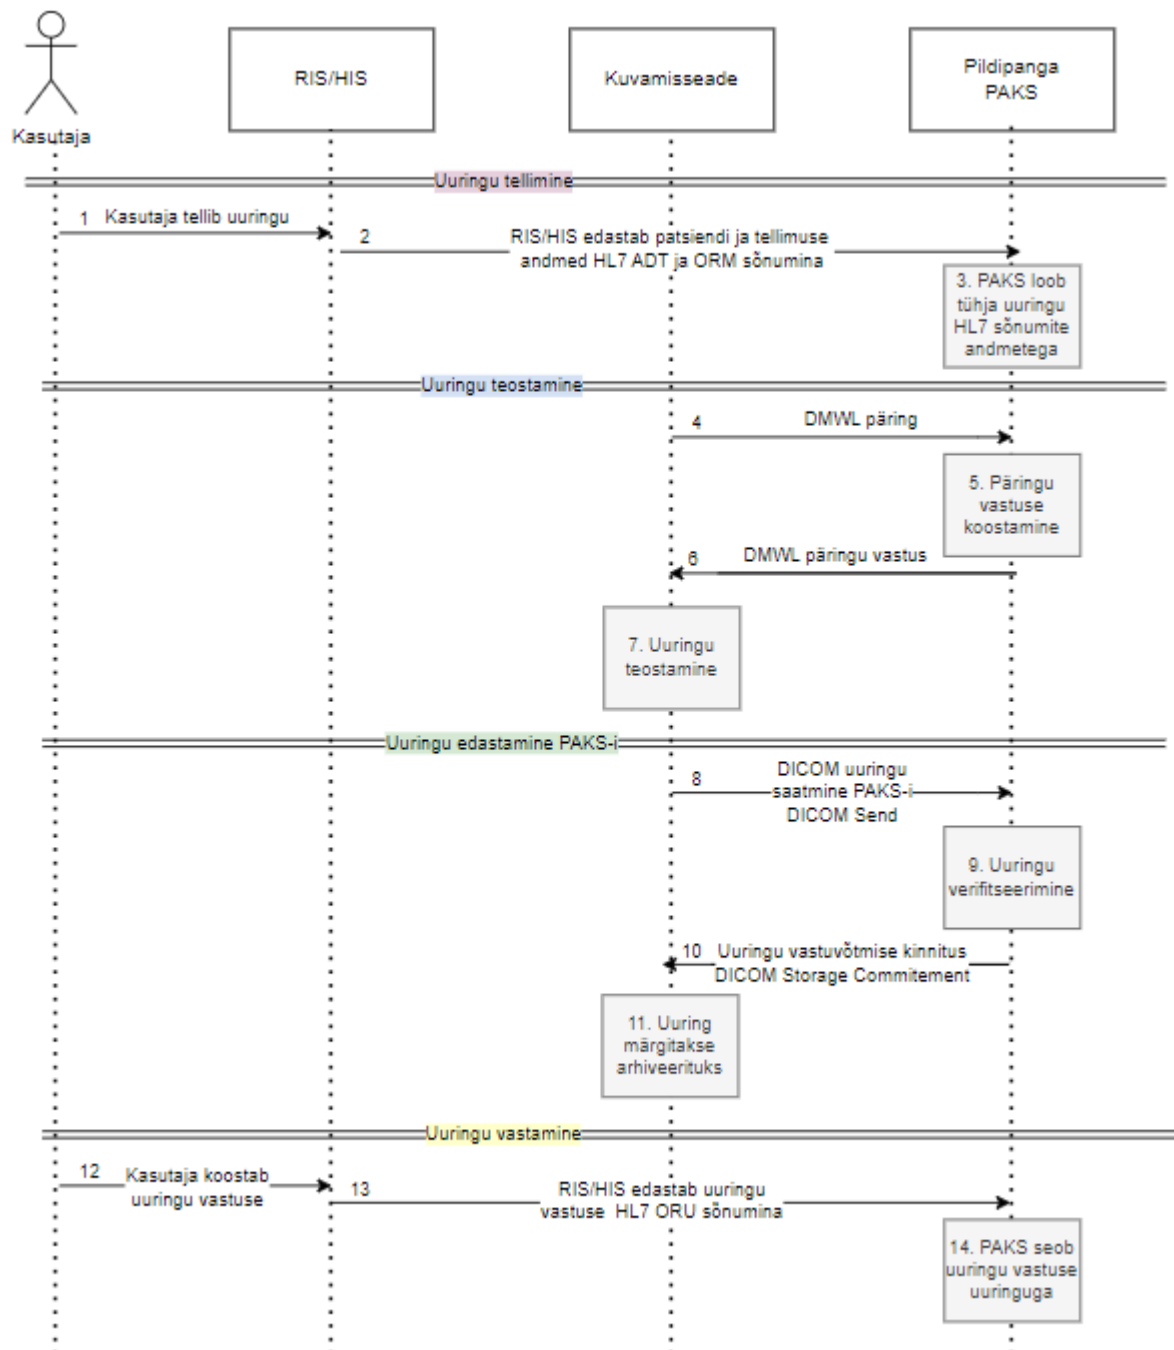 Kasutaja
RIS/HIS
Kuvamisseade
Pildipanga
PAKS
Uuringu tellimine
1 Kasutaja tellib uuringu
2 RIS/HIS edastab patsiendi ja tellimuse
andmed HL7 ADT ja ORM sõnumina
3. PAKS loob
tühja uuringu
HL7 sõnumite
andmetega
Uuringu teostamine
4 DMWL päring
5. Päringu
vastuse
koostamine
6 DMWL päringu vastus
7. Uuringu
teostamine
Uuringu edastamine PAKS-i
8 DICOM uuringu
saatmine PAKS-i
DICOM Send
9. Uuringu
verifitseerimine
10 Uuringu vastuvõtmise kinnitus
DICOM Storage Commitement
11. Uuring
märgitakse
arhiveerituks
Uuringu vastamine
12 Kasutaja koostab
uuringu vastuse
13 RIS/HIS edastab uuringu
vastuse HL7 ORU sõnumina
14. PAKS seob
uuringu vastuse
uuringuga